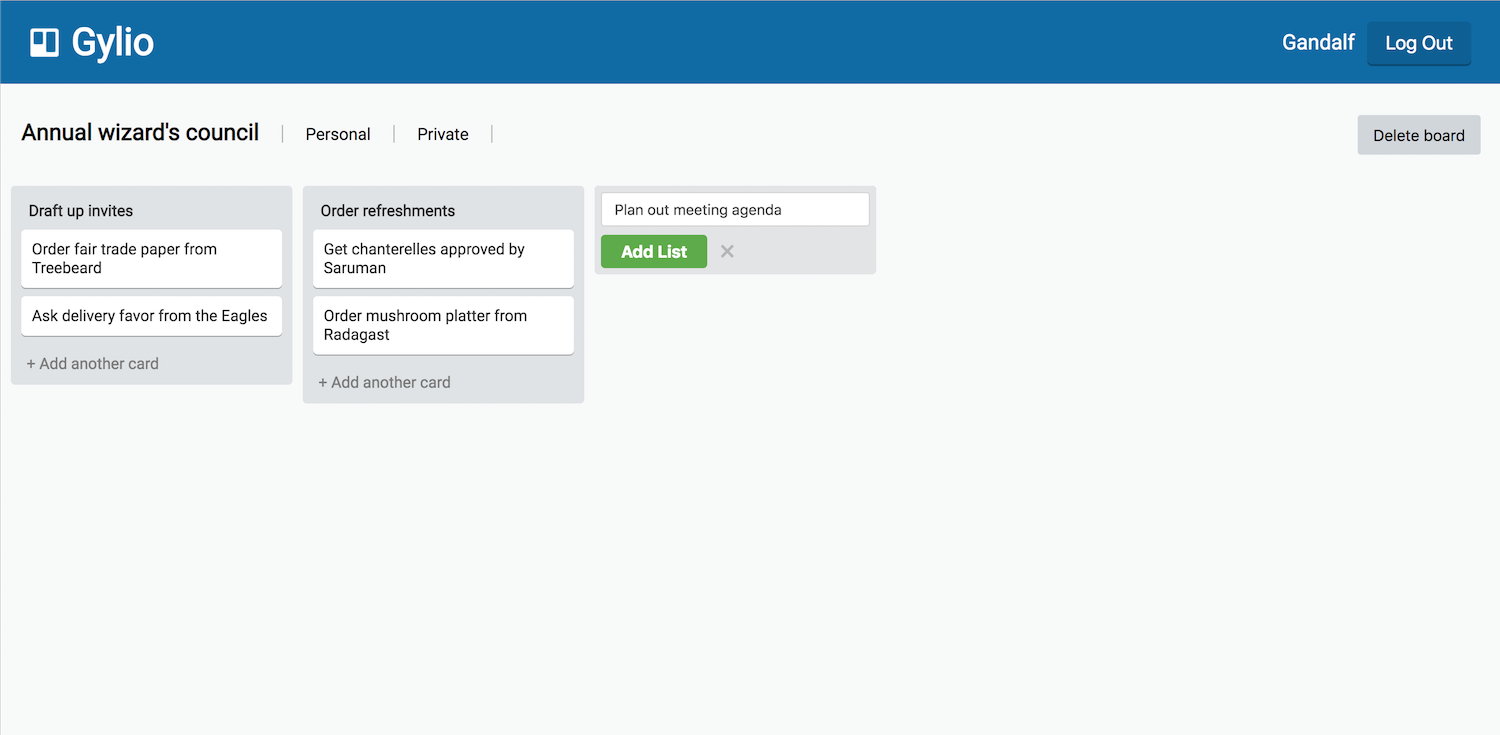 Gylio
Gandalf
Log Out
Annual wizard's council
Personal
Private
Delete board
Draft up invites
Order fair trade paper from
Treebeard
Ask delivery favor from the Eagles
+ Add another card
Order refreshments
Get chanterelles approved by
Saruman
Order mushroom platter from
Radagast
+ Add another card
Plan out meeting agenda
Add List